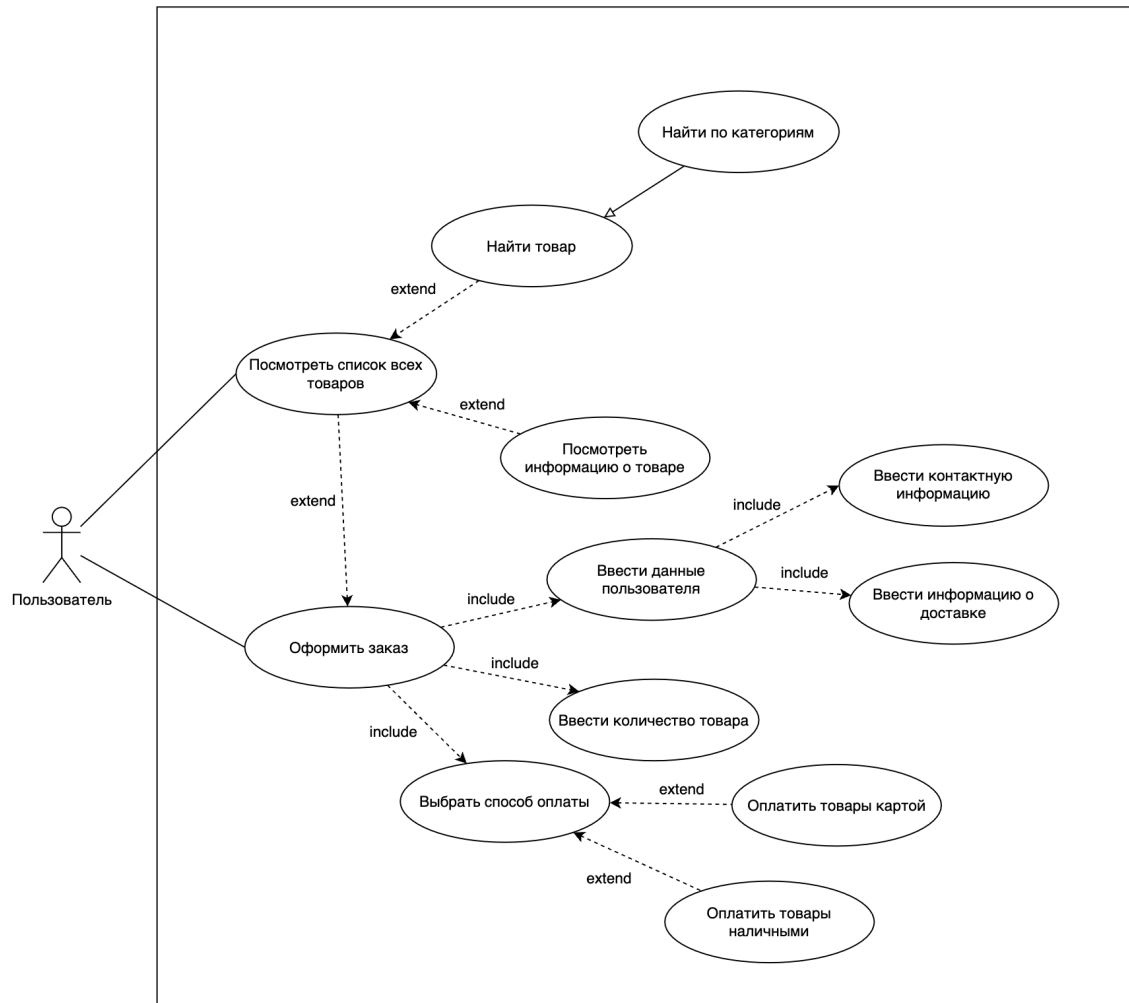 Найти по категориям
Найти товар
extend
Посмотреть список всех
товаров
extend
Посмотреть
информацию о товаре
extend
Ввести контактную
информацию
include
Ввести данные
пользователя
include
Ввести информацию о
доставке
Пользователь
include
Оформить заказ
include
Ввести количество товара
include
Выбрать способ оплаты
extend
Оплатить товары картой
extend
Оплатить товары
наличными